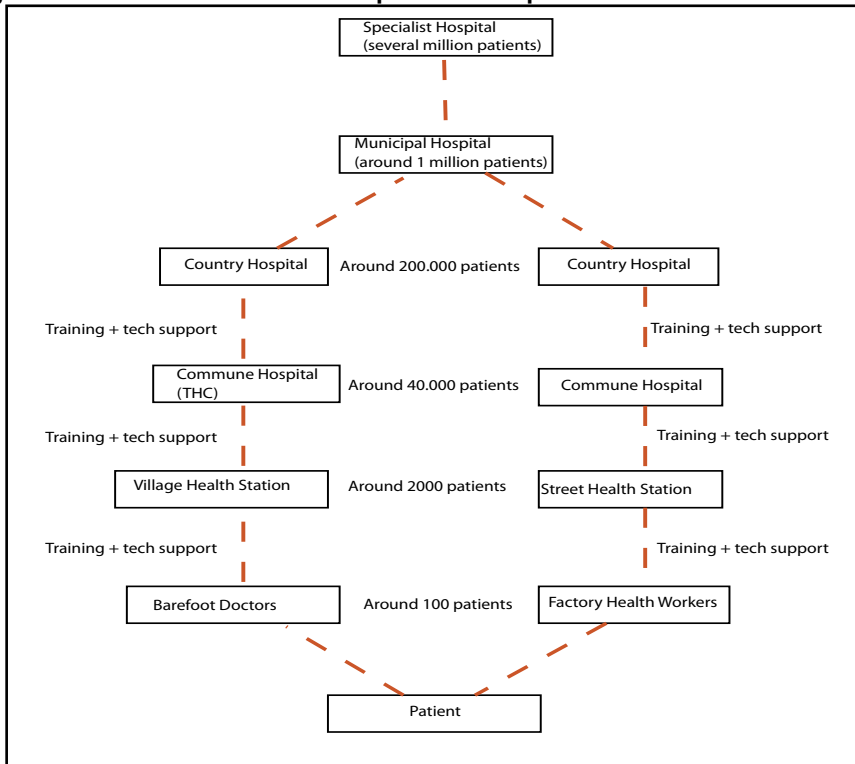 Specialist Hospital
(several million patients)
Municipal Hospital
(around 1 million patients)
Country Hospital
Around 200.000 patients
Country Hospital
Training + tech support
Training + tech support
Commune Hospital
(THC)
Around 40.000 patients
Commune Hospital
Training + tech support
Training + tech support
Village Health Station
Around 2000 patients
Street Health Station
Training + tech support
Training + tech support
Barefoot Doctors
Around 100 patients
Factory Health Workers
Patient